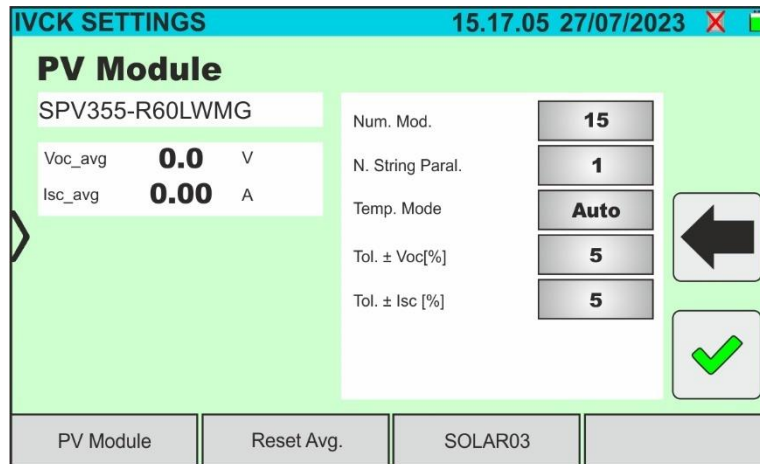 IVCK SETTINGS 15.17.05 27/07/2023
PV Module
SPV355-R60LWMG
Voc_avg 0.0 V
Isc_avg 0.00 A
Num. Mod. 15
N. String Paral. 1
Temp. Mode Auto
Tol. ± Voc[%] 5
Tol. ± Isc [%] 5
PV Module Reset Avg. SOLAR03